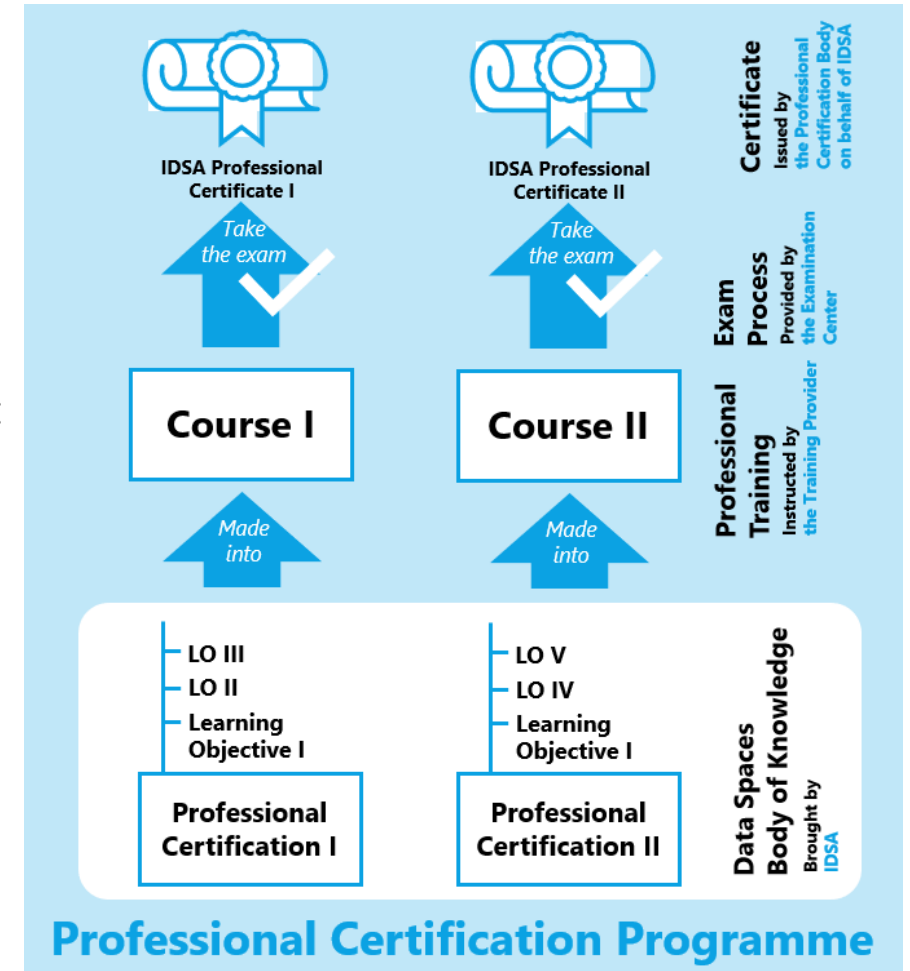 IDSA Professional
Certificate I
IDSA Professional
Certificate II
Certificate
Issued by
the Professional
Certification Body
on behalf of IDSA
Take
the exam
Take
the exam
Exam
Process
Provided by
the Examination
Center
Course I
Course II
Professional
Training
Instructed by
the Training Provider
Made
into
Made
into
LO III
LO II
Learning
Objective I
Professional
Certification I
LO V
LO IV
Learning
Objective I
Professional
Certification II
Data Spaces
Body of Knowledge
Brought by
IDSA
Professional Certification Programme